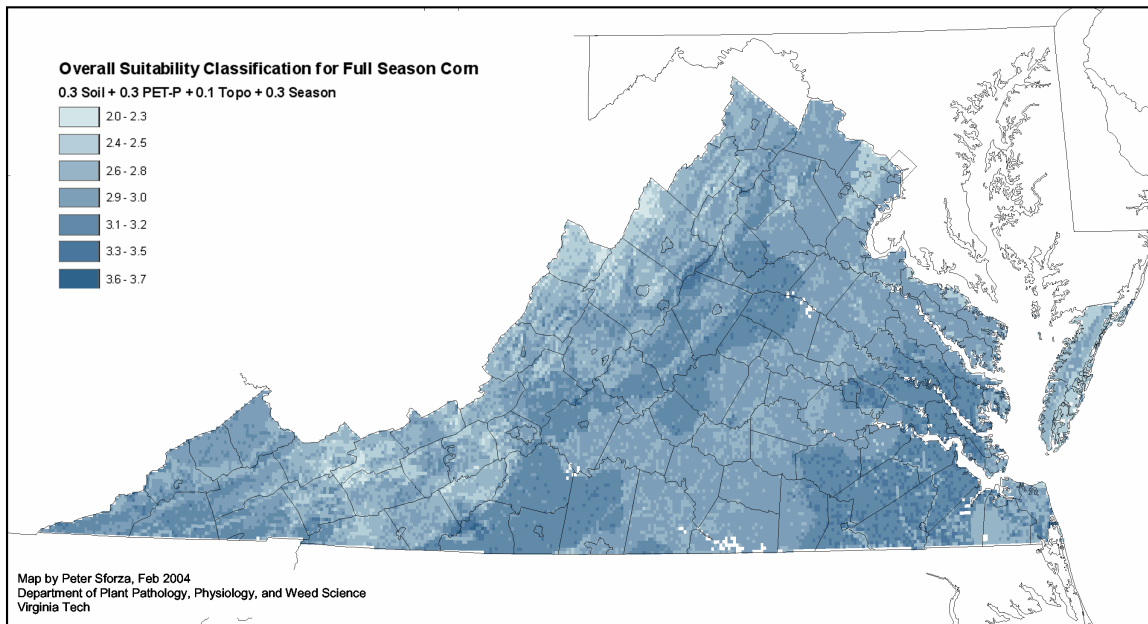 Overall Suitability Classification for Full Season Corn
0.3 Soil + 0.3 PET-P + 0.1 Topo + 0.3 Season
2.0 - 2.3
2.4 - 2.5
2.6 - 2.8
2.9 - 3.0
3.1 - 3.2
3.3 - 3.5
3.6 - 3.7
Map by Peter Sforza, Feb 2004
Department of Plant Pathology, Physiology, and Weed Science
Virginia Tech